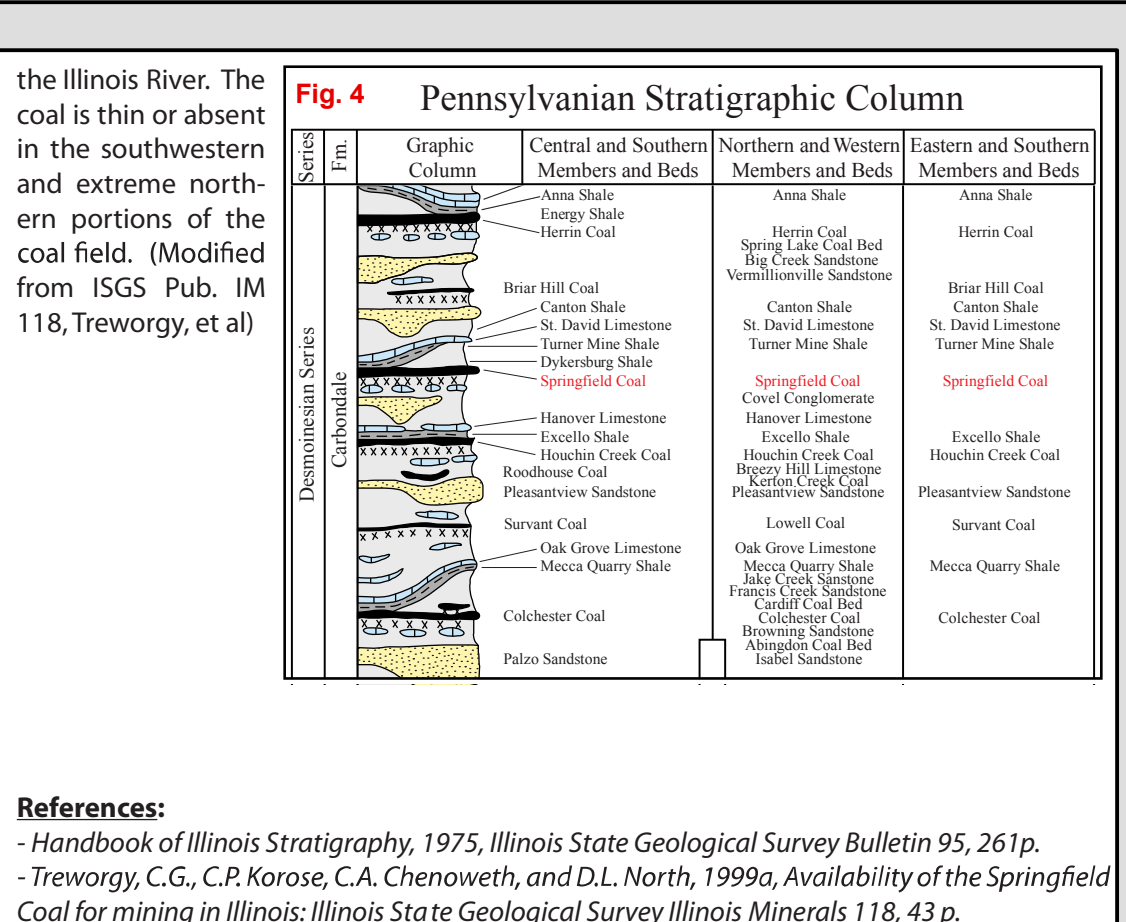 the Illinois River. The
coal is thin or absent
in the southwestern
and extreme north-
ern portions of the
coal field. (Modified
from ISGS Pub. IM
118, Treworgy, et al)
Fig. 4
Pennsylvanian Stratigraphic Column
Series
Fm.
Graphic
Column
Central and Southern
Members and Beds
Northern and Western
Members and Beds
Eastern and Southern
Members and Beds
Desmoinesian Series
Carbondale
Anna Shale
Energy Shale
Herrin Coal
Briar Hill Coal
Canton Shale
St. David Limestone
Turner Mine Shale
Dykersburg Shale
Springfield Coal
Hanover Limestone
Excello Shale
Houchin Creek Coal
Roodhouse Coal
Pleasantview Sandstone
Survant Coal
Oak Grove Limestone
Mecca Quarry Shale
Colchester Coal
Palzo Sandstone
Anna Shale
Herrin Coal
Spring Lake Coal Bed
Big Creek Sandstone
Vermillionville Sandstone
Canton Shale
St. David Limestone
Turner Mine Shale
Springfield Coal
Covel Conglomerate
Hanover Limestone
Excello Shale
Houchin Creek Coal
Breezy Hill Limestone
Kerton Creek Coal
Pleasantview Sandstone
Lowell Coal
Oak Grove Limestone
Mecca Quarry Shale
Jake Creek Sanstone
Francis Creek Sandstone
Cardiff Coal Bed
Colchester Coal
Browning Sandstone
Abingdon Coal Bed
Isabel Sandstone
Anna Shale
Herrin Coal
Briar Hill Coal
Canton Shale
St. David Limestone
Turner Mine Shale
Springfield Coal
Excello Shale
Houchin Creek Coal
Pleasantview Sandstone
Survant Coal
Mecca Quarry Shale
Colchester Coal
References:
- Handbook of Illinois Stratigraphy, 1975, Illinois State Geological Survey Bulletin 95, 261p.
- Treworgy, C.G., C.P. Korose, C.A. Chenoweth, and D.L. North, 1999a, Availability of the Springfield
Coal for mining in Illinois: Illinois State Geological Survey Illinois Minerals 118, 43 p.